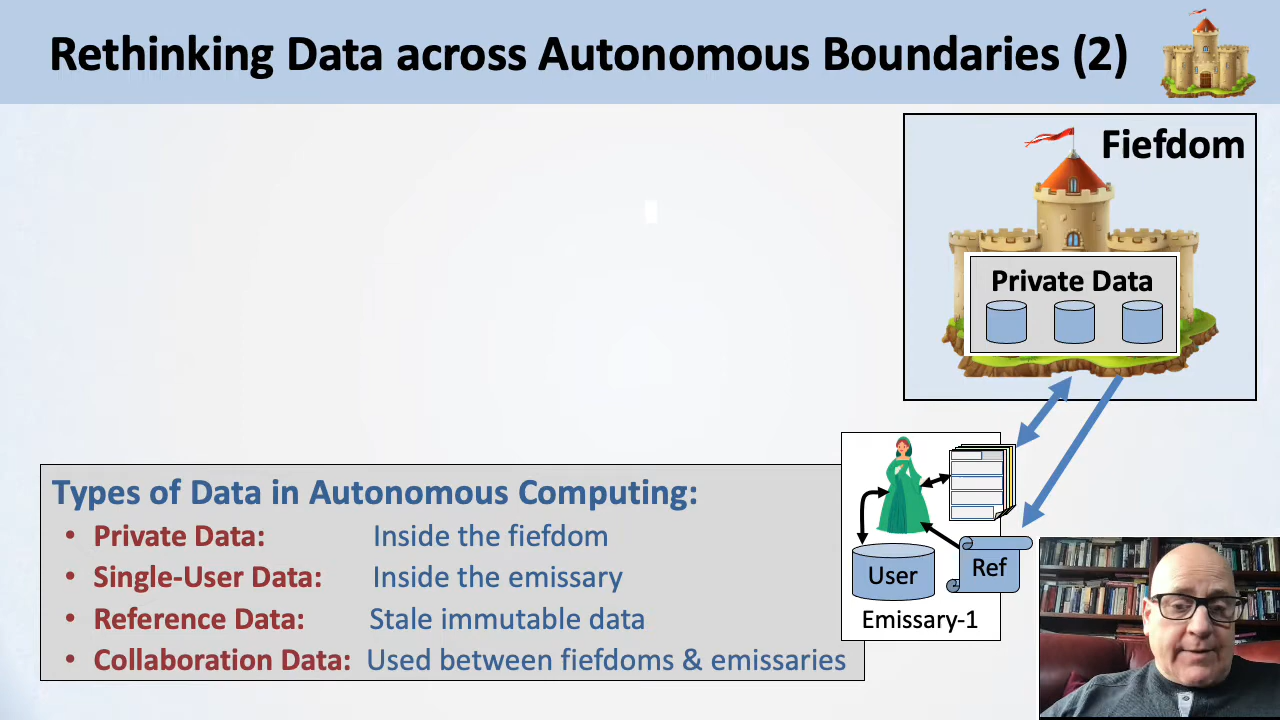 Rethinking Data across Autonomous Boundaries (2)
Fiefdom
Private Data
Types of Data in Autonomous Computing:
• Private Data: Inside the fiefdom
• Single-User Data: Inside the emissary
• Reference Data: Stale immutable data
• Collaboration Data: Used between fiefdoms & emissaries
User
Ref
Emissary-1